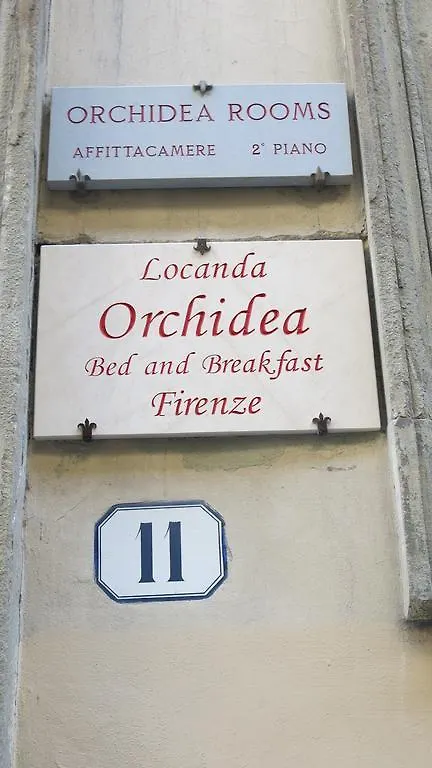 ORCHIDEA ROOMS
AFFITTACAMERE 2° PIANO
Locanda
Orchidea
Bed and Breakfast
Firenze
11